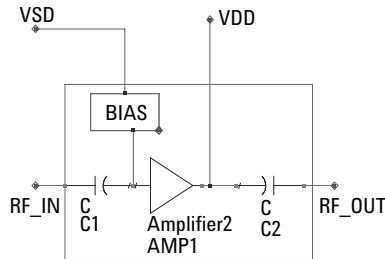 VSD
VDD
BIAS
RF_IN
C
C1
Amplifier2
AMP1
C
C2
RF_OUT